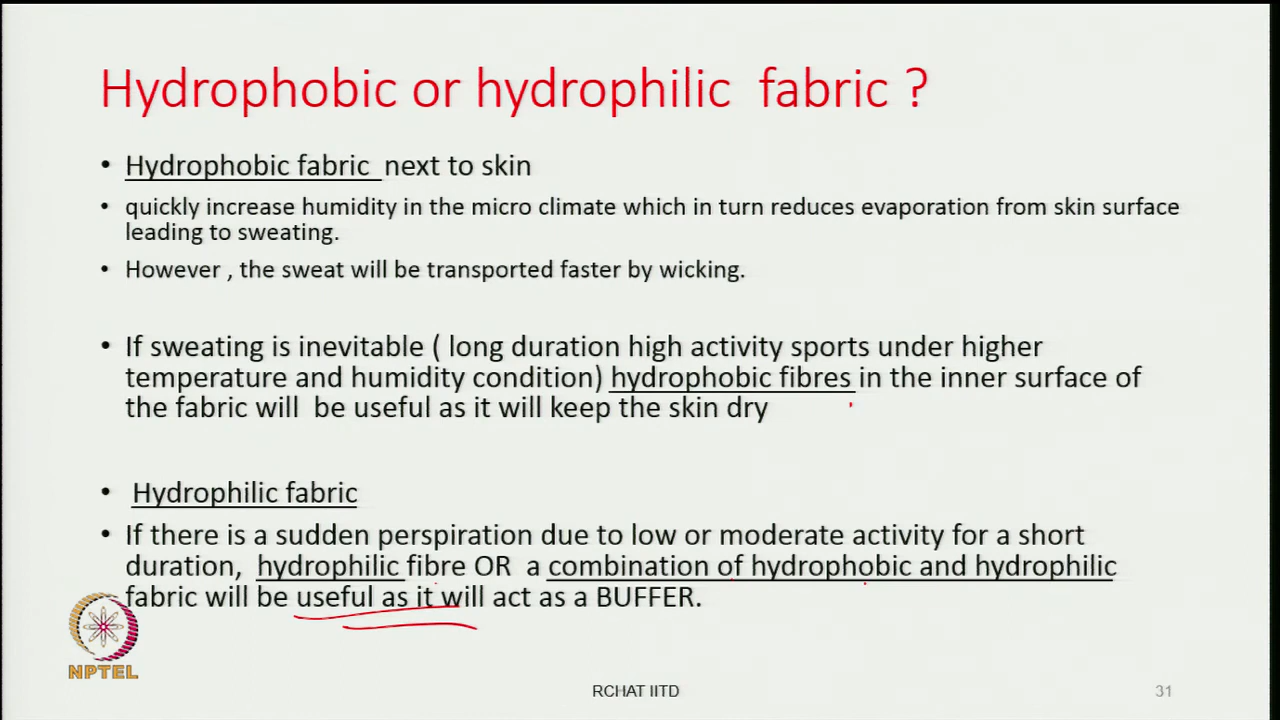 Hydrophobic or hydrophilic fabric ?
• Hydrophobic fabric next to skin
• quickly increase humidity in the micro climate which in turn reduces evaporation from skin surface
leading to sweating.
• However , the sweat will be transported faster by wicking.
• If sweating is inevitable ( long duration high activity sports under higher
temperature and humidity condition) hydrophobic fibres in the inner surface of
the fabric will be useful as it will keep the skin dry
• Hydrophilic fabric
• If there is a sudden perspiration due to low or moderate activity for a short
duration, hydrophilic fibre OR a combination of hydrophobic and hydrophilic
fabric will be useful as it will act as a BUFFER.
NPTEL
RCHAT IITD
31